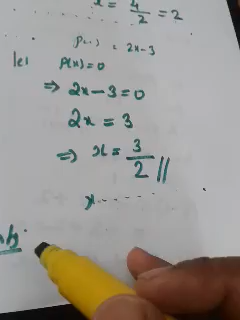 x = 4/2 = 2
P(x) = 2x-3
let P(x)=0
⇒ 2x-3=0
2x = 3
⇒ x = 3/2 //
x......